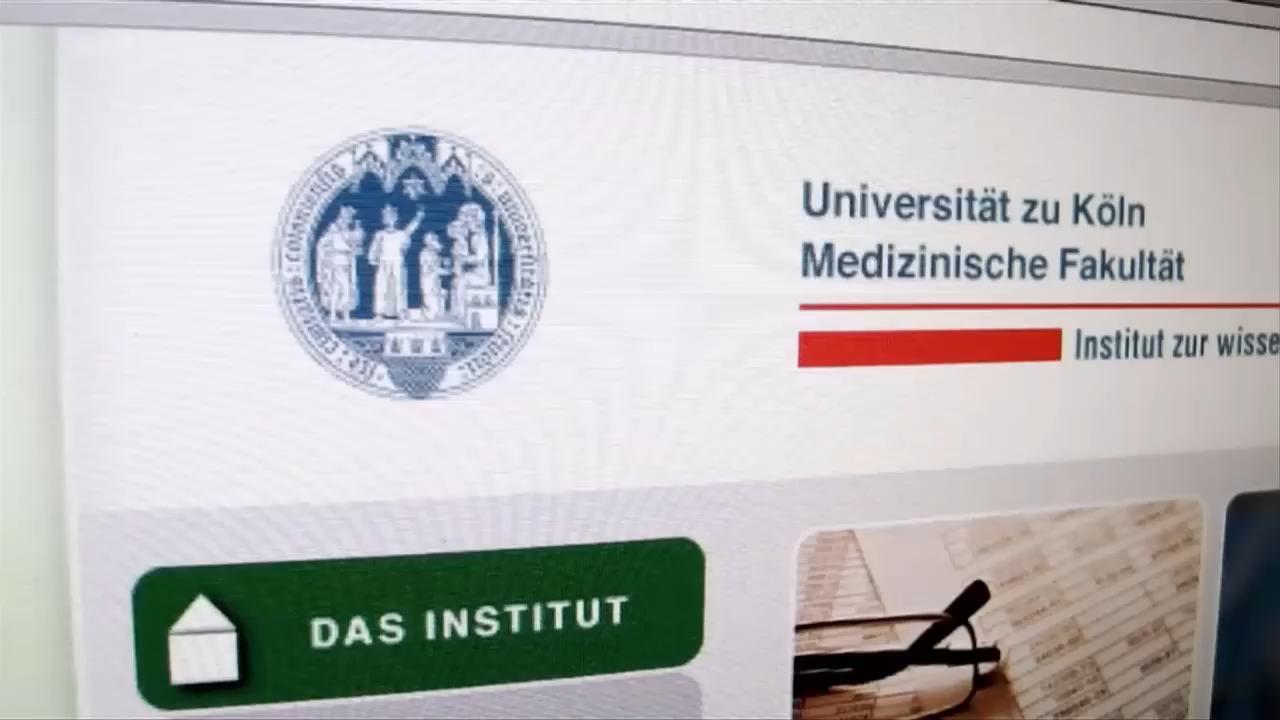 Universität zu Köln
Medizinische Fakultät
Institut zur wisse
DAS INSTITUT